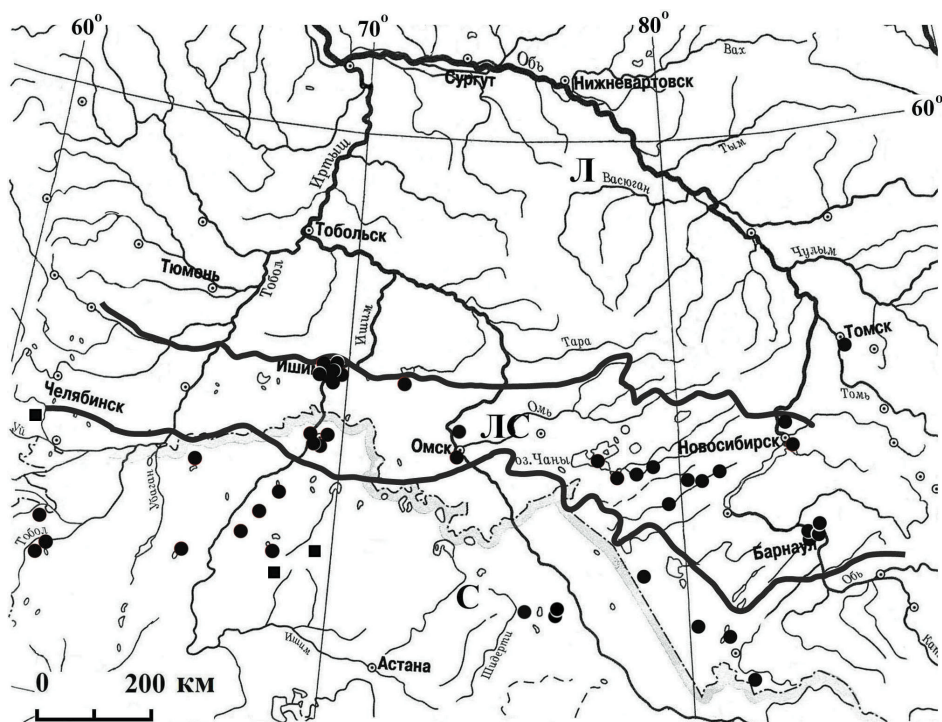 60°
70°
80°
Обь
Вах
Сургут
Нижневартовск
60°
Иртыш
Тым
Л
Васюган
Тобольск
Чулым
Тюмень
Тобол
Ишим
Тара
Томск
Ишим
Челябинск
Томь
Омь
ЛС
Уй
Омск
оз.Чаны
Новосибирск
Убаган
Тобол
Барнаул
Обь
С
Ишим
Шидерти
Астана
0 200 км